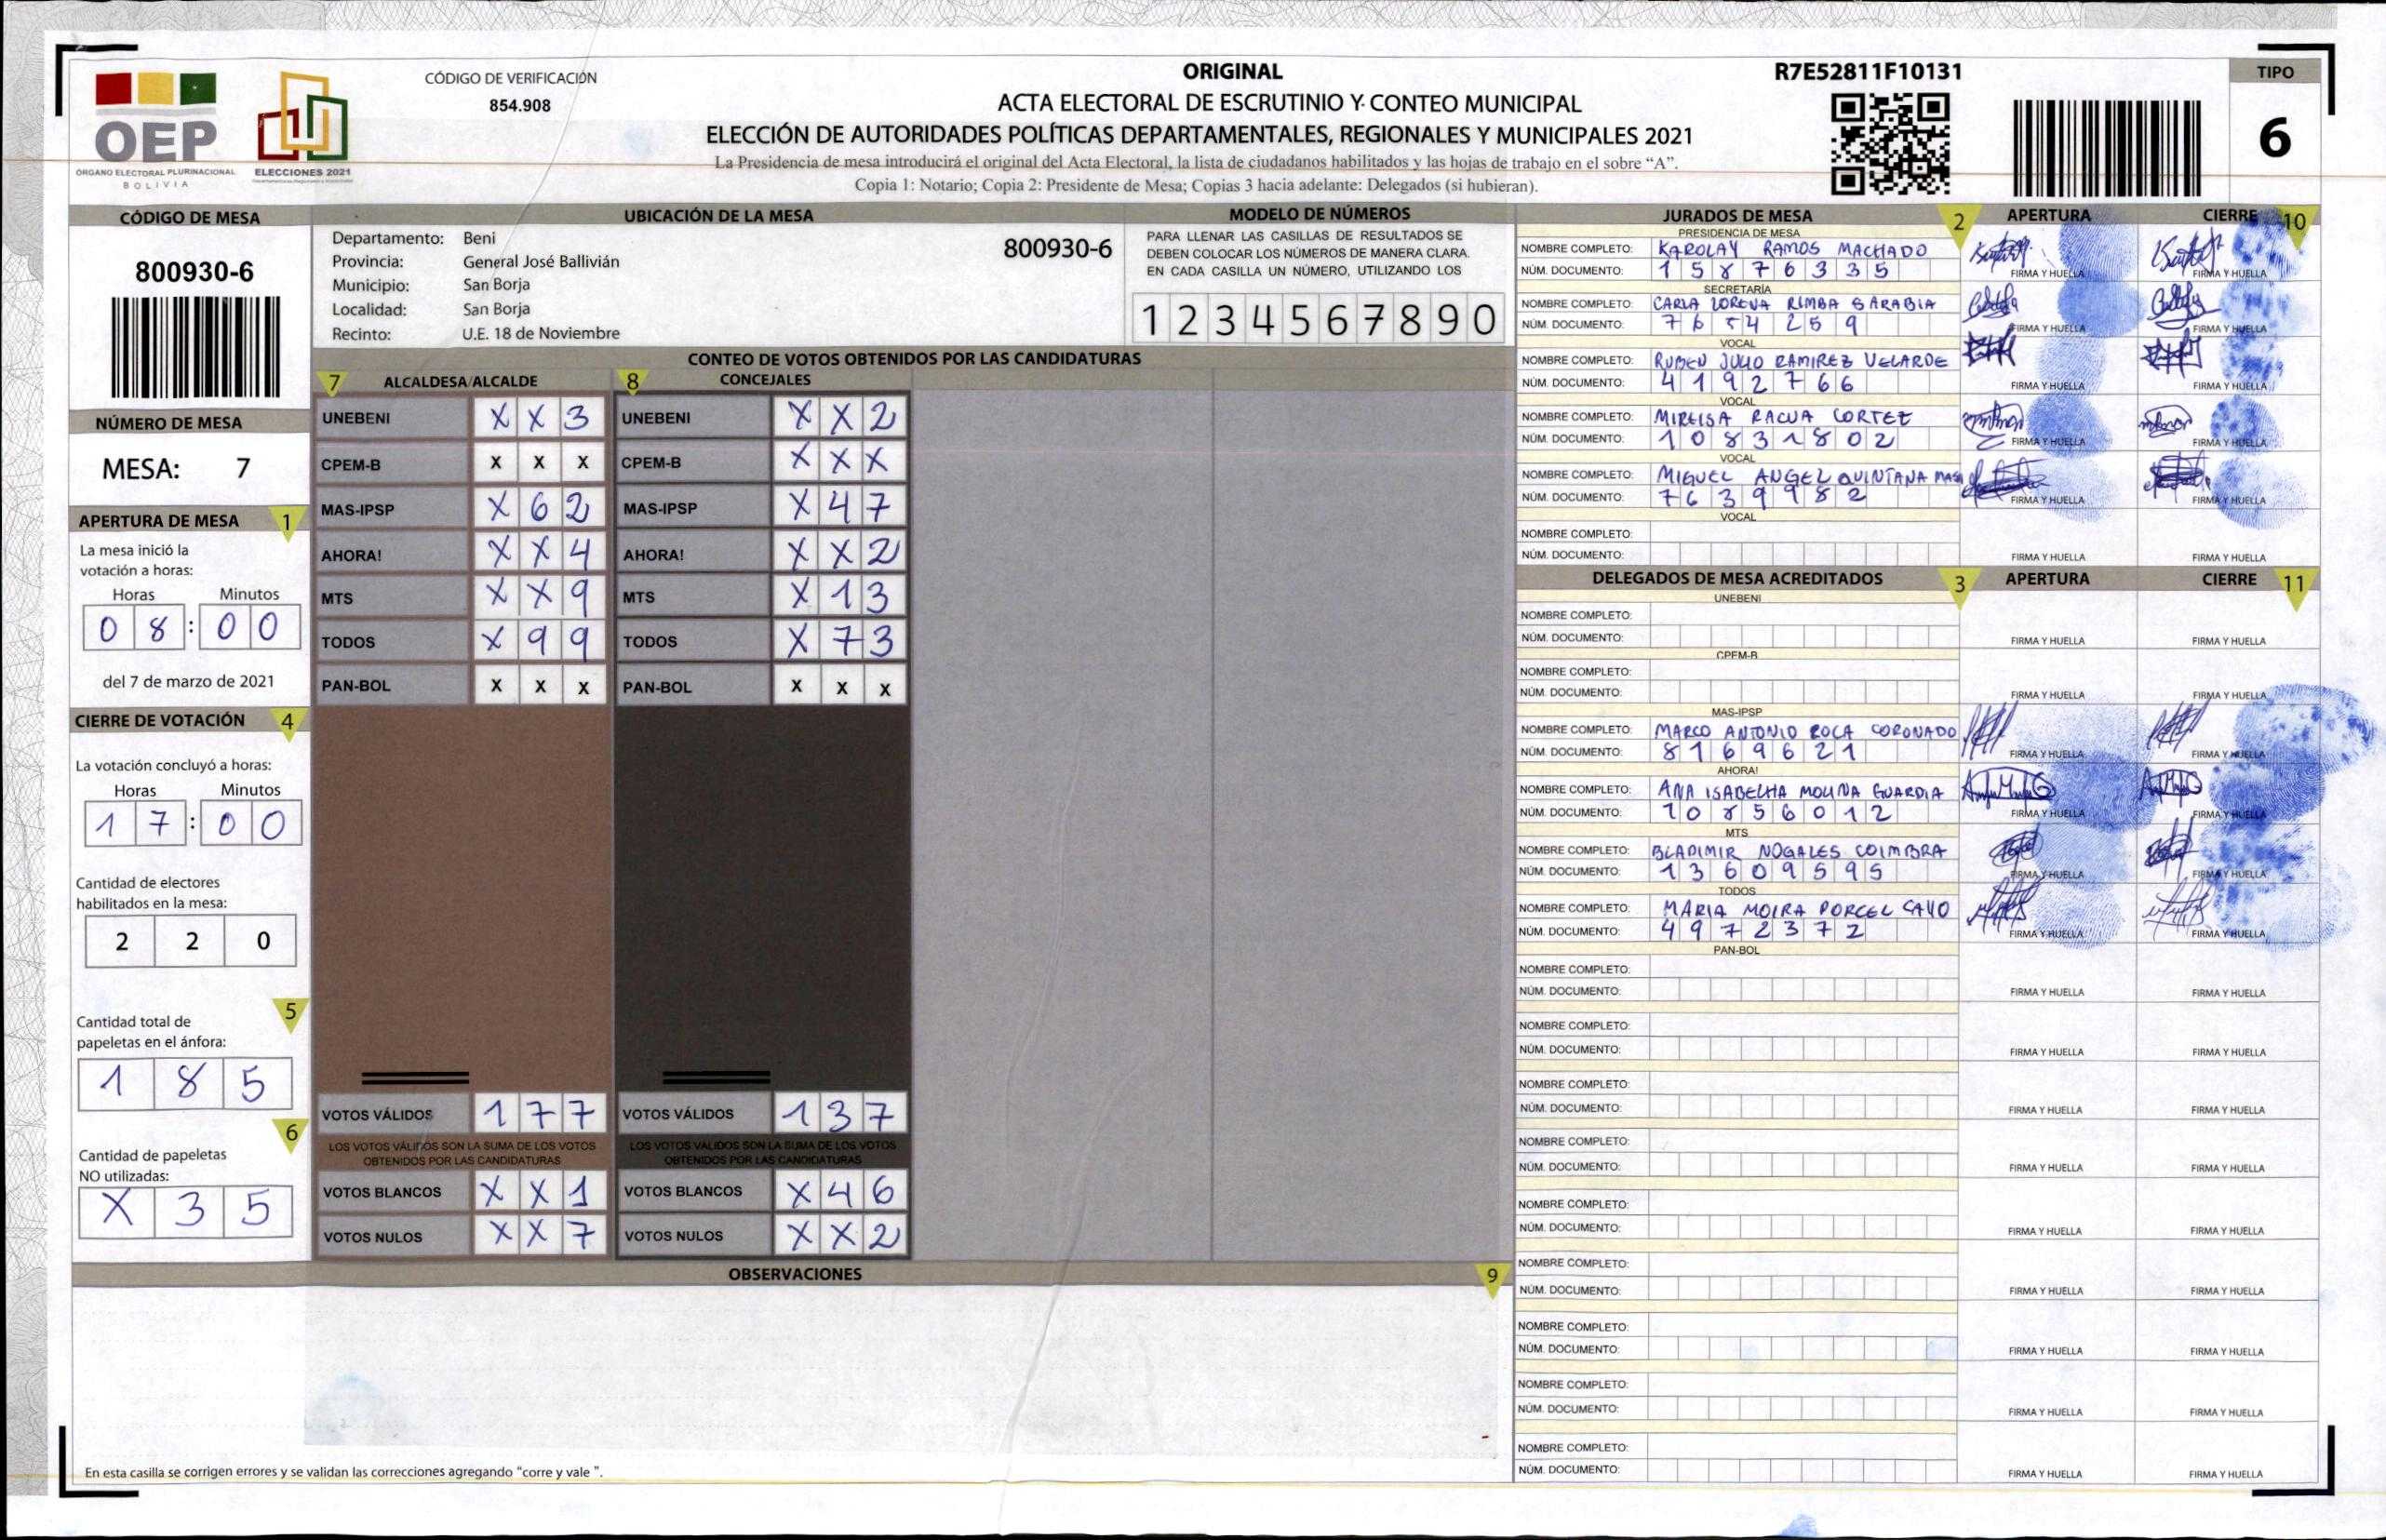 ORIGINAL
R7E52811F10131
TIPO
6
CÓDIGO DE VERIFICACIÓN
854.908
ACTA ELECTORAL DE ESCRUTINIO Y CONTEO MUNICIPAL
ELECCIÓN DE AUTORIDADES POLÍTICAS DEPARTAMENTALES, REGIONALES Y MUNICIPALES 2021
La Presidencia de mesa introducirá el original del Acta Electoral, la lista de ciudadanos habilitados y las hojas de trabajo en el sobre “A”.
Copia 1: Notario; Copia 2: Presidente de Mesa; Copias 3 hacia adelante: Delegados (si hubieran).
OEP
ÓRGANO ELECTORAL PLURINACIONAL
BOLIVIA
ELECCIONES 2021
CÓDIGO DE MESA
800930-6
NÚMERO DE MESA
MESA: 7
APERTURA DE MESA 1
La mesa inició la
votación a horas:
Horas Minutos
0 8 : 0 0
del 7 de marzo de 2021
CIERRE DE VOTACIÓN 4
La votación concluyó a horas:
Horas Minutos
1 7 : 0 0
Cantidad de electores
habilitados en la mesa:
2 2 0
5
Cantidad total de
papeletas en el ánfora:
1 8 5
6
Cantidad de papeletas
NO utilizadas:
X 3 5
UBICACIÓN DE LA MESA
Departamento: Beni
800930-6
Provincia: General José Ballivián
Municipio: San Borja
Localidad: San Borja
Recinto: U.E. 18 de Noviembre
MODELO DE NÚMEROS
PARA LLENAR LAS CASILLAS DE RESULTADOS SE
DEBEN COLOCAR LOS NÚMEROS DE MANERA CLARA.
EN CADA CASILLA UN NÚMERO, UTILIZANDO LOS
1 2 3 4 5 6 7 8 9 0
CONTEO DE VOTOS OBTENIDOS POR LAS CANDIDATURAS
7 ALCALDESA/ALCALDE 8 CONCEJALES
UNEBENI X X 3 UNEBENI X X 2
CPEM-B X X X CPEM-B X X X
MAS-IPSP X 6 2 MAS-IPSP X 4 7
AHORA! X X 4 AHORA! X X 2
MTS X X 9 MTS X 1 3
TODOS X 9 9 TODOS X 7 3
PAN-BOL X X X PAN-BOL X X X
VOTOS VÁLIDOS 1 7 7 VOTOS VÁLIDOS 1 3 7
LOS VOTOS VÁLIDOS SON LA SUMA DE LOS VOTOS LOS VOTOS VALIDOS SON LA SUMA DE LOS VOTOS
OBTENIDOS POR LAS CANDIDATURAS OBTENIDOS POR LAS CANDIDATURAS
VOTOS BLANCOS X X 1 VOTOS BLANCOS X 4 6
VOTOS NULOS X X 7 VOTOS NULOS X X 2
OBSERVACIONES 9
En esta casilla se corrigen errores y se validan las correcciones agregando "corre y vale ".
JURADOS DE MESA 2 APERTURA CIERRE 10
PRESIDENCIA DE MESA
NOMBRE COMPLETO: KAROLAY RAMOS MACHADO
NÚM. DOCUMENTO: 1 5 8 7 6 3 3 5 FIRMA Y HUELLA FIRMA Y HUELLA
SECRETARÍA
NOMBRE COMPLETO: CARLA LORENA RIMBA SARABIA
NÚM. DOCUMENTO: 7 6 5 4 2 5 9 FIRMA Y HUELLA FIRMA Y HUELLA
VOCAL
NOMBRE COMPLETO: RUBEN JULIO RAMIREZ VELARDE
NÚM. DOCUMENTO: 4 1 9 2 7 6 6 FIRMA Y HUELLA FIRMA Y HUELLA
VOCAL
NOMBRE COMPLETO: MIRLISA RACUA CORTEZ
NÚM. DOCUMENTO: 1 0 8 3 1 8 0 2 FIRMA Y HUELLA FIRMA Y HUELLA
VOCAL
NOMBRE COMPLETO: MIGUEL ANGEL QUINTANA
NÚM. DOCUMENTO: 7 6 3 9 9 8 2 FIRMA Y HUELLA FIRMA Y HUELLA
VOCAL
NOMBRE COMPLETO:
NÚM. DOCUMENTO: FIRMA Y HUELLA FIRMA Y HUELLA
DELEGADOS DE MESA ACREDITADOS 3 APERTURA CIERRE 11
UNEBENI
NOMBRE COMPLETO:
NÚM. DOCUMENTO: FIRMA Y HUELLA FIRMA Y HUELLA
CPEM-B
NOMBRE COMPLETO:
NÚM. DOCUMENTO: FIRMA Y HUELLA FIRMA Y HUELLA
MAS-IPSP
NOMBRE COMPLETO: MARCO ANTONIO ROCA CORONADO
NÚM. DOCUMENTO: 8 1 6 9 6 2 1 FIRMA Y HUELLA FIRMA Y HUELLA
AHORA!
NOMBRE COMPLETO: ANA ISABELHA MOLINA GUARDIA
NÚM. DOCUMENTO: 1 0 8 5 6 0 1 2 FIRMA Y HUELLA FIRMA Y HUELLA
MTS
NOMBRE COMPLETO: BLADIMIR NOGALES COIMBRA
NÚM. DOCUMENTO: 1 3 6 0 9 5 9 5 FIRMA Y HUELLA FIRMA Y HUELLA
TODOS
NOMBRE COMPLETO: MARIA MOIRA PORCEL CAYO
NÚM. DOCUMENTO: 4 9 7 2 3 7 2 FIRMA Y HUELLA FIRMA Y HUELLA
PAN-BOL
NOMBRE COMPLETO:
NÚM. DOCUMENTO: FIRMA Y HUELLA FIRMA Y HUELLA
NOMBRE COMPLETO:
NÚM. DOCUMENTO: FIRMA Y HUELLA FIRMA Y HUELLA
NOMBRE COMPLETO:
NÚM. DOCUMENTO: FIRMA Y HUELLA FIRMA Y HUELLA
NOMBRE COMPLETO:
NÚM. DOCUMENTO: FIRMA Y HUELLA FIRMA Y HUELLA
NOMBRE COMPLETO:
NÚM. DOCUMENTO: FIRMA Y HUELLA FIRMA Y HUELLA
NOMBRE COMPLETO:
NÚM. DOCUMENTO: FIRMA Y HUELLA FIRMA Y HUELLA
NOMBRE COMPLETO:
NÚM. DOCUMENTO: FIRMA Y HUELLA FIRMA Y HUELLA
NOMBRE COMPLETO:
NÚM. DOCUMENTO: FIRMA Y HUELLA FIRMA Y HUELLA
NOMBRE COMPLETO:
NÚM. DOCUMENTO: FIRMA Y HUELLA FIRMA Y HUELLA